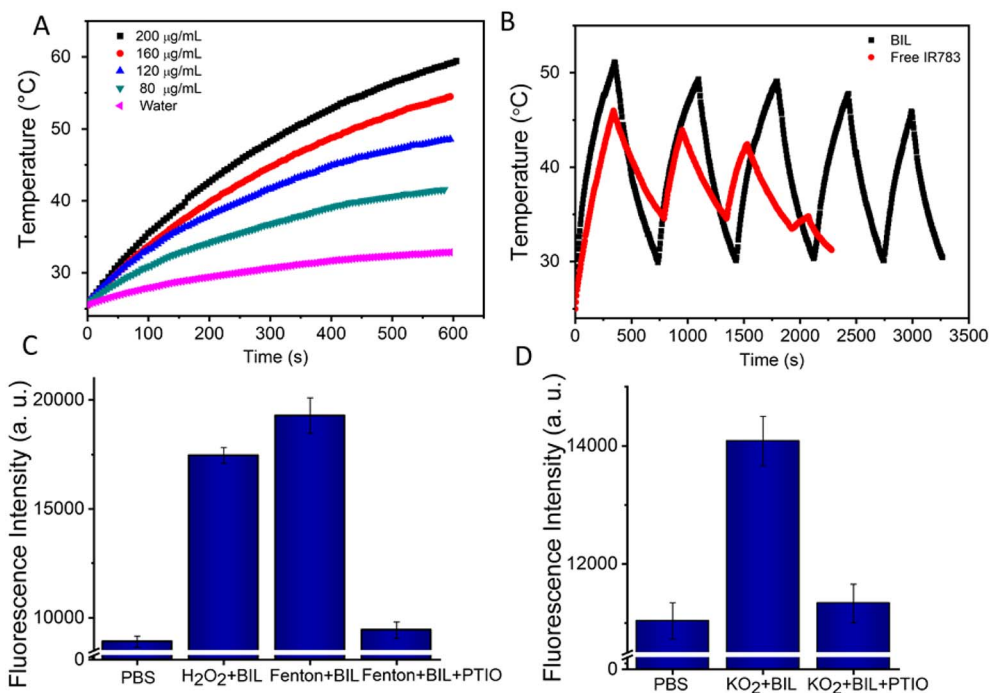 A
200 μg/mL
160 μg/mL
120 μg/mL
80 μg/mL
Water
Temperature (°C)
60
50
40
30
0 100 200 300 400 500 600
Time (s)
B
BIL
Free IR783
Temperature (°C)
50
40
30
0 500 1000 1500 2000 2500 3000 3500
Time (s)
C
Fluorescence Intensity (a. u.)
20000
15000
10000
0
PBS H2O2+BIL Fenton+BIL Fenton+BIL+PTIO
D
Fluorescence Intensity (a. u.)
14000
12000
0
PBS KO2+BIL KO2+BIL+PTIO